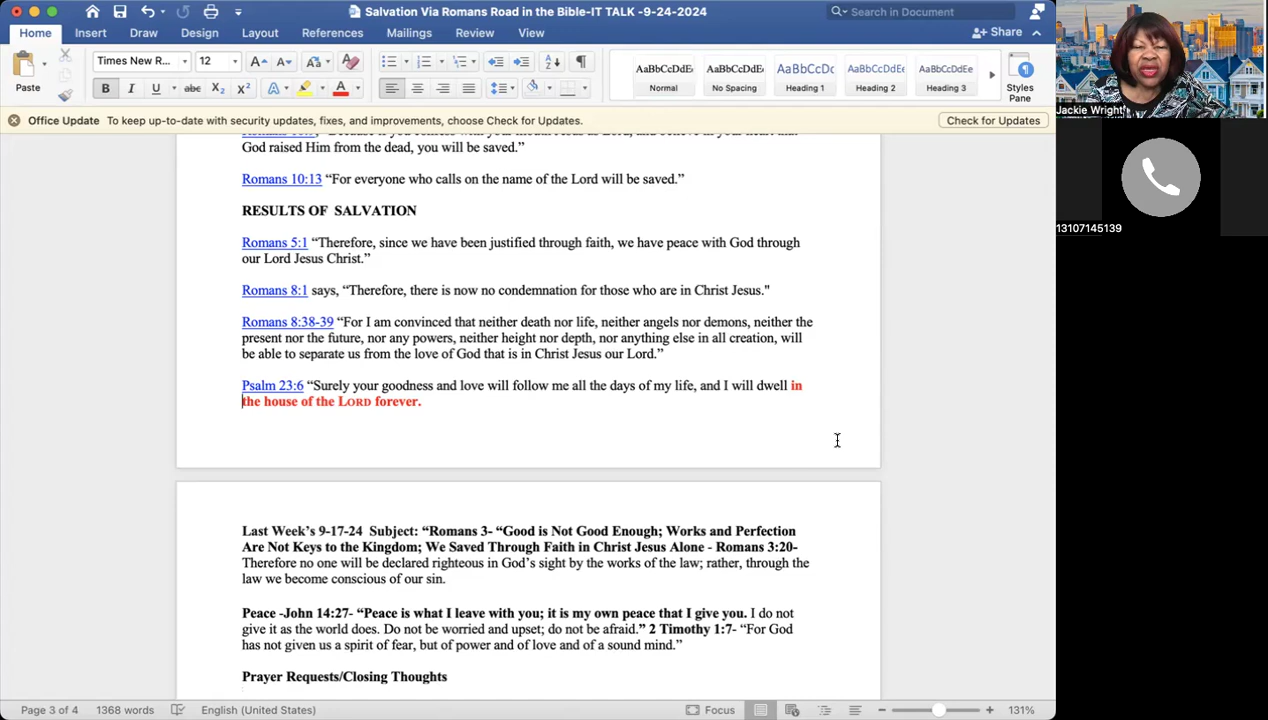 Salvation Via Romans Road in the Bible-IT TALK -9-24-2024
Search in Document
Home Insert Draw Design Layout References Mailings Review View Share
Paste
Times New R... 12
B I U abc X₂ X² A A
AaBbCcDdEe AaBbCcDdEe AaBbCcDc AaBbCcDdEe AaBbCcDdEe
Normal No Spacing Heading 1 Heading 2 Heading 3 Styles Pane
Office Update To keep up-to-date with security updates, fixes, and improvements, choose Check for Updates. Check for Updates
God raised Him from the dead, you will be saved.”
Romans 10:13 “For everyone who calls on the name of the Lord will be saved.”
RESULTS OF SALVATION
Romans 5:1 “Therefore, since we have been justified through faith, we have peace with God through
our Lord Jesus Christ.”
Romans 8:1 says, “Therefore, there is now no condemnation for those who are in Christ Jesus."
Romans 8:38-39 “For I am convinced that neither death nor life, neither angels nor demons, neither the
present nor the future, nor any powers, neither height nor depth, nor anything else in all creation, will
be able to separate us from the love of God that is in Christ Jesus our Lord.”
Psalm 23:6 “Surely your goodness and love will follow me all the days of my life, and I will dwell in
the house of the LORD forever.
Last Week’s 9-17-24 Subject: “Romans 3- “Good is Not Good Enough; Works and Perfection
Are Not Keys to the Kingdom; We Saved Through Faith in Christ Jesus Alone - Romans 3:20-
Therefore no one will be declared righteous in God’s sight by the works of the law; rather, through the
law we become conscious of our sin.
Peace -John 14:27- “Peace is what I leave with you; it is my own peace that I give you. I do not
give it as the world does. Do not be worried and upset; do not be afraid.” 2 Timothy 1:7- “For God
has not given us a spirit of fear, but of power and of love and of a sound mind.”
Prayer Requests/Closing Thoughts
Page 3 of 4 1368 words English (United States) Focus 131%
Jackie Wright
13107145139